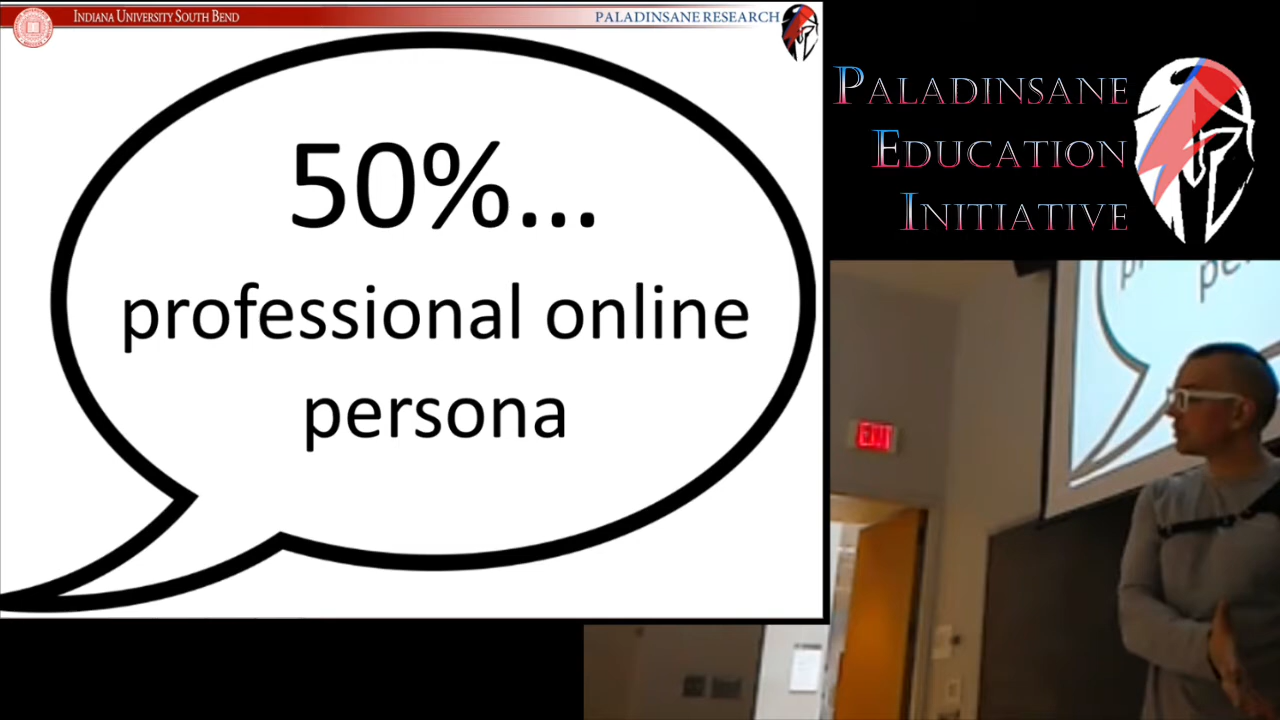 INDIANA UNIVERSITY SOUTH BEND
PALADINSANE RESEARCH
50%...
professional online
persona
PALADINSANE
EDUCATION
INITIATIVE
EXIT